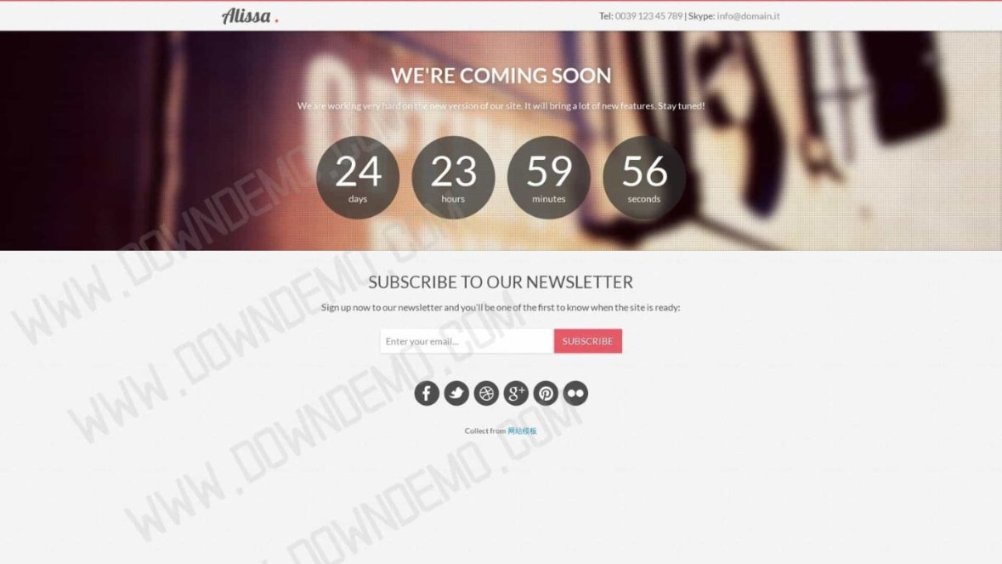 Alissa .
Tel: 0039 123 45 789 | Skype: info@domain.it
WE'RE COMING SOON
We are working very hard on the new version of our site. It will bring a lot of new features. Stay tuned!
24 23 59 56
days hours minutes seconds
SUBSCRIBE TO OUR NEWSLETTER
Sign up now to our newsletter and you'll be one of the first to know when the site is ready:
Enter your email... SUBSCRIBE
Collect from 网站模板
WWW.DOWNDEMO.COM
WWW.DOWNDEMO.COM
WWW.DOWNDEMO.COM
WWW.DOWNDEMO.COM